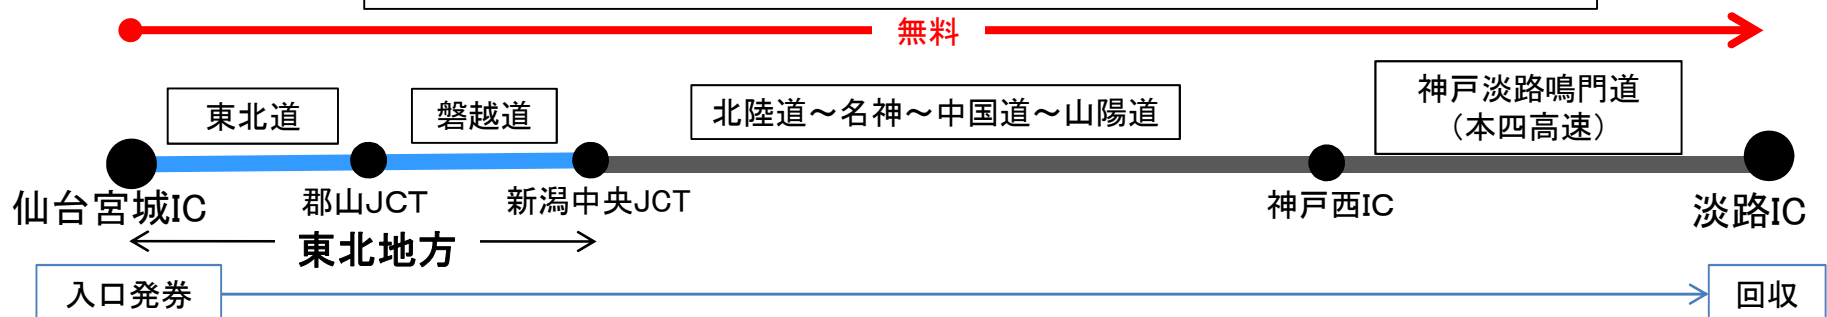 無料
東北道
磐越道
北陸道～名神～中国道～山陽道
神戸淡路鳴門道
（本四高速）
仙台宮城IC
郡山JCT
新潟中央JCT
神戸西IC
淡路IC
東北地方
入口発券
回収